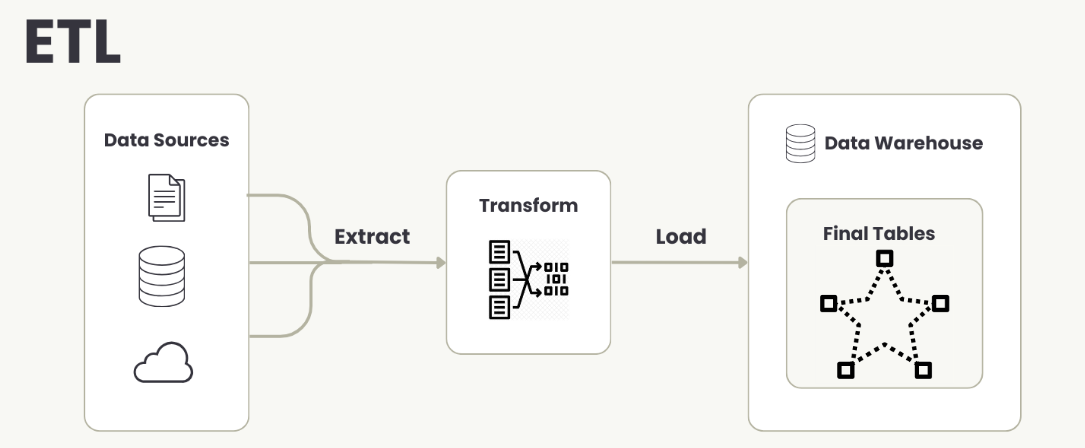 ETL
Data Sources
Extract
Transform
Load
Data Warehouse
Final Tables